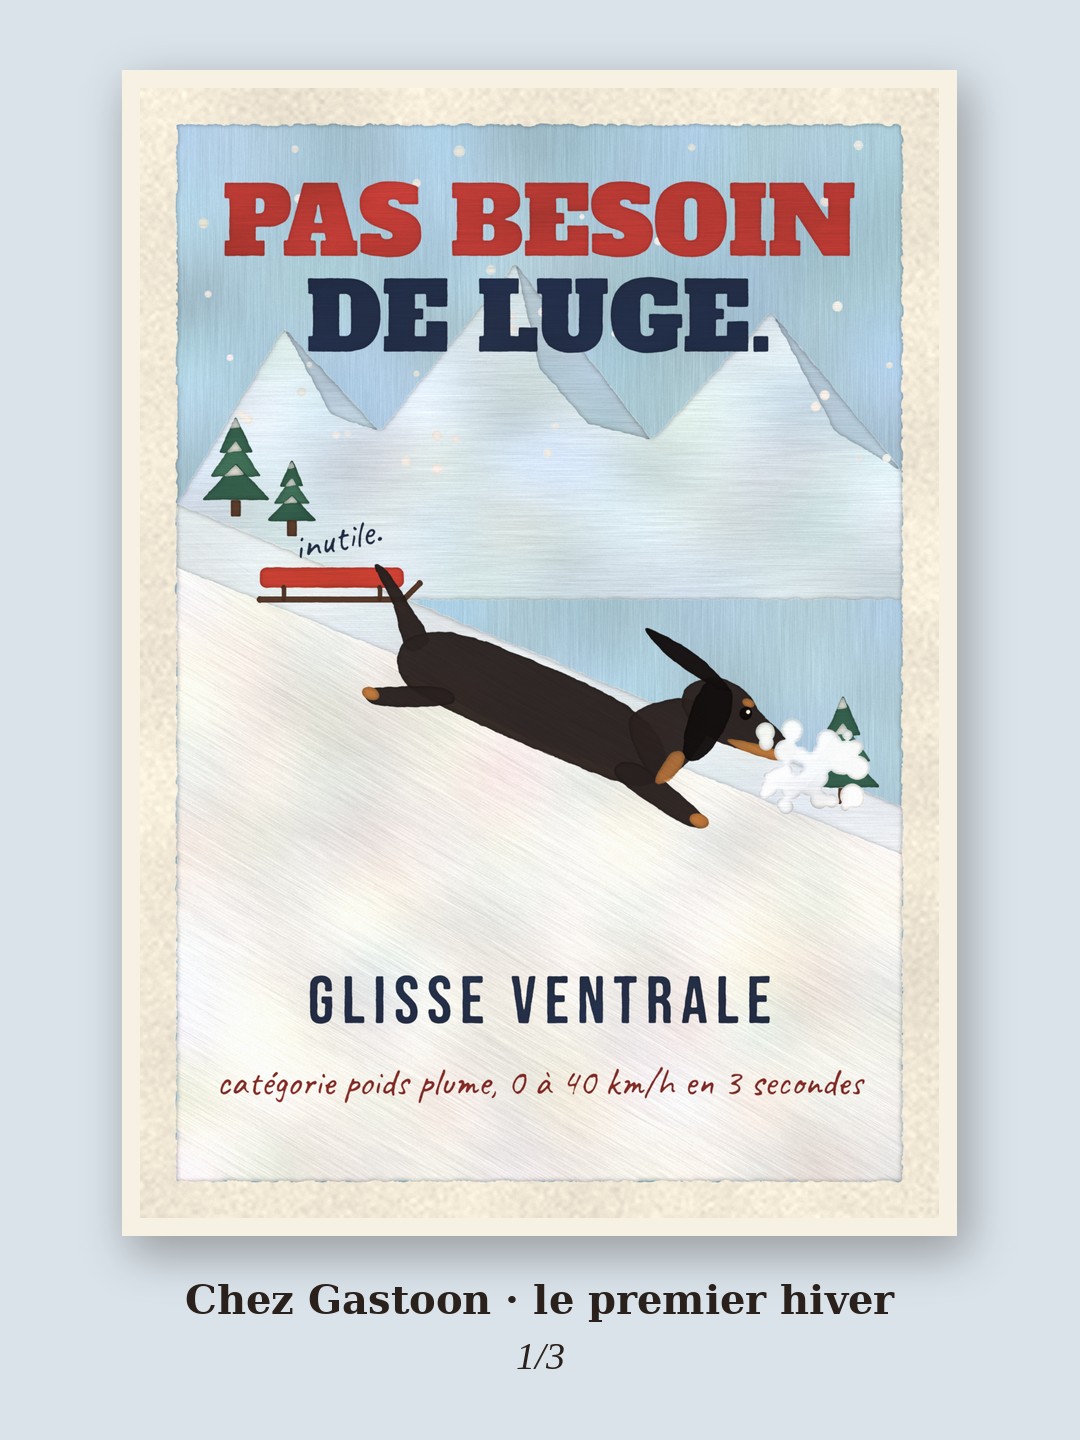 PAS BESOIN
DE LUGE.
inutile.
GLISSE VENTRALE
catégorie poids plume, 0 à 40 km/h en 3 secondes
Chez Gastoon · le premier hiver
1/3